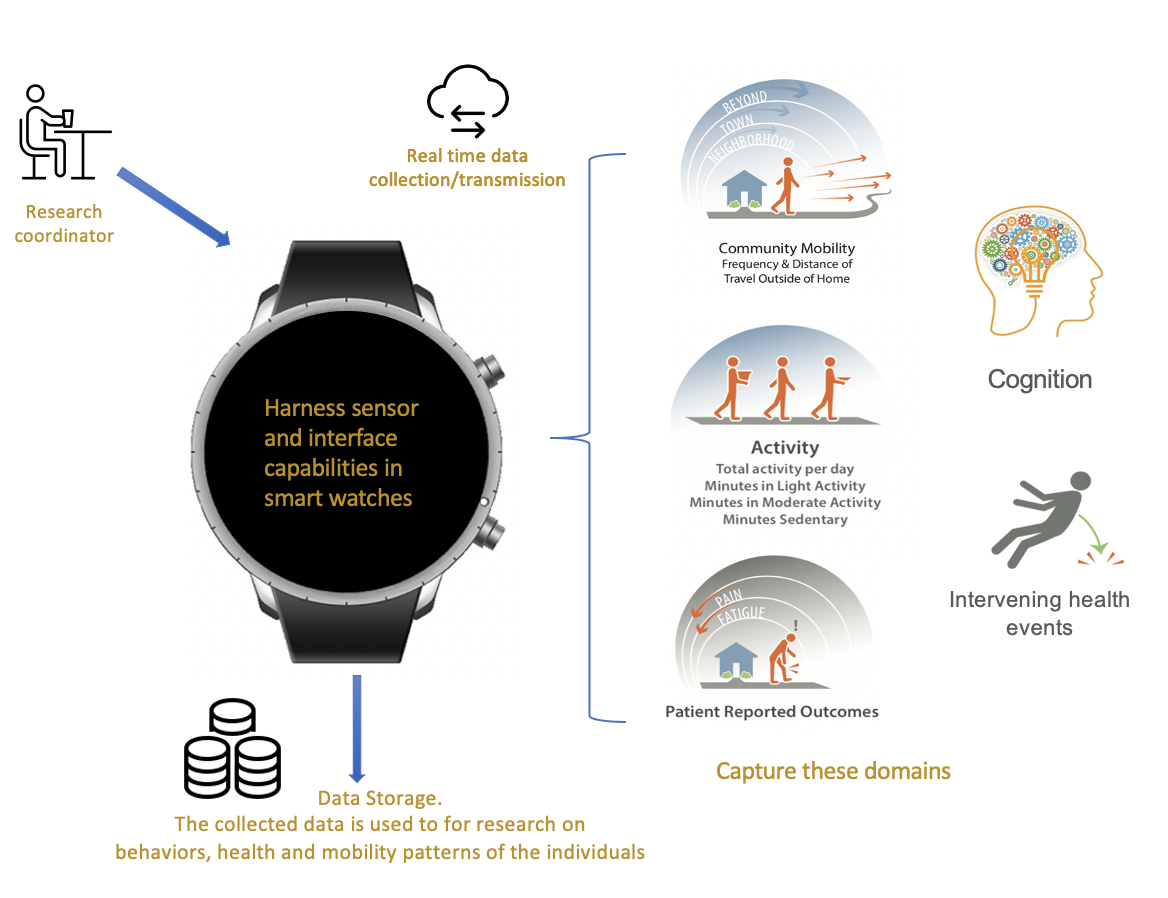 Research
coordinator
Real time data
collection/transmission
Harness sensor
and interface
capabilities in
smart watches
Data Storage.
The collected data is used to for research on
behaviors, health and mobility patterns of the individuals
BEYOND
TOWN
NEIGHBORHOOD
Community Mobility
Frequency & Distance of
Travel Outside of Home
Activity
Total activity per day
Minutes in Light Activity
Minutes in Moderate Activity
Minutes Sedentary
PAIN
FATIGUE
!
Patient Reported Outcomes
Cognition
Intervening health
events
Capture these domains